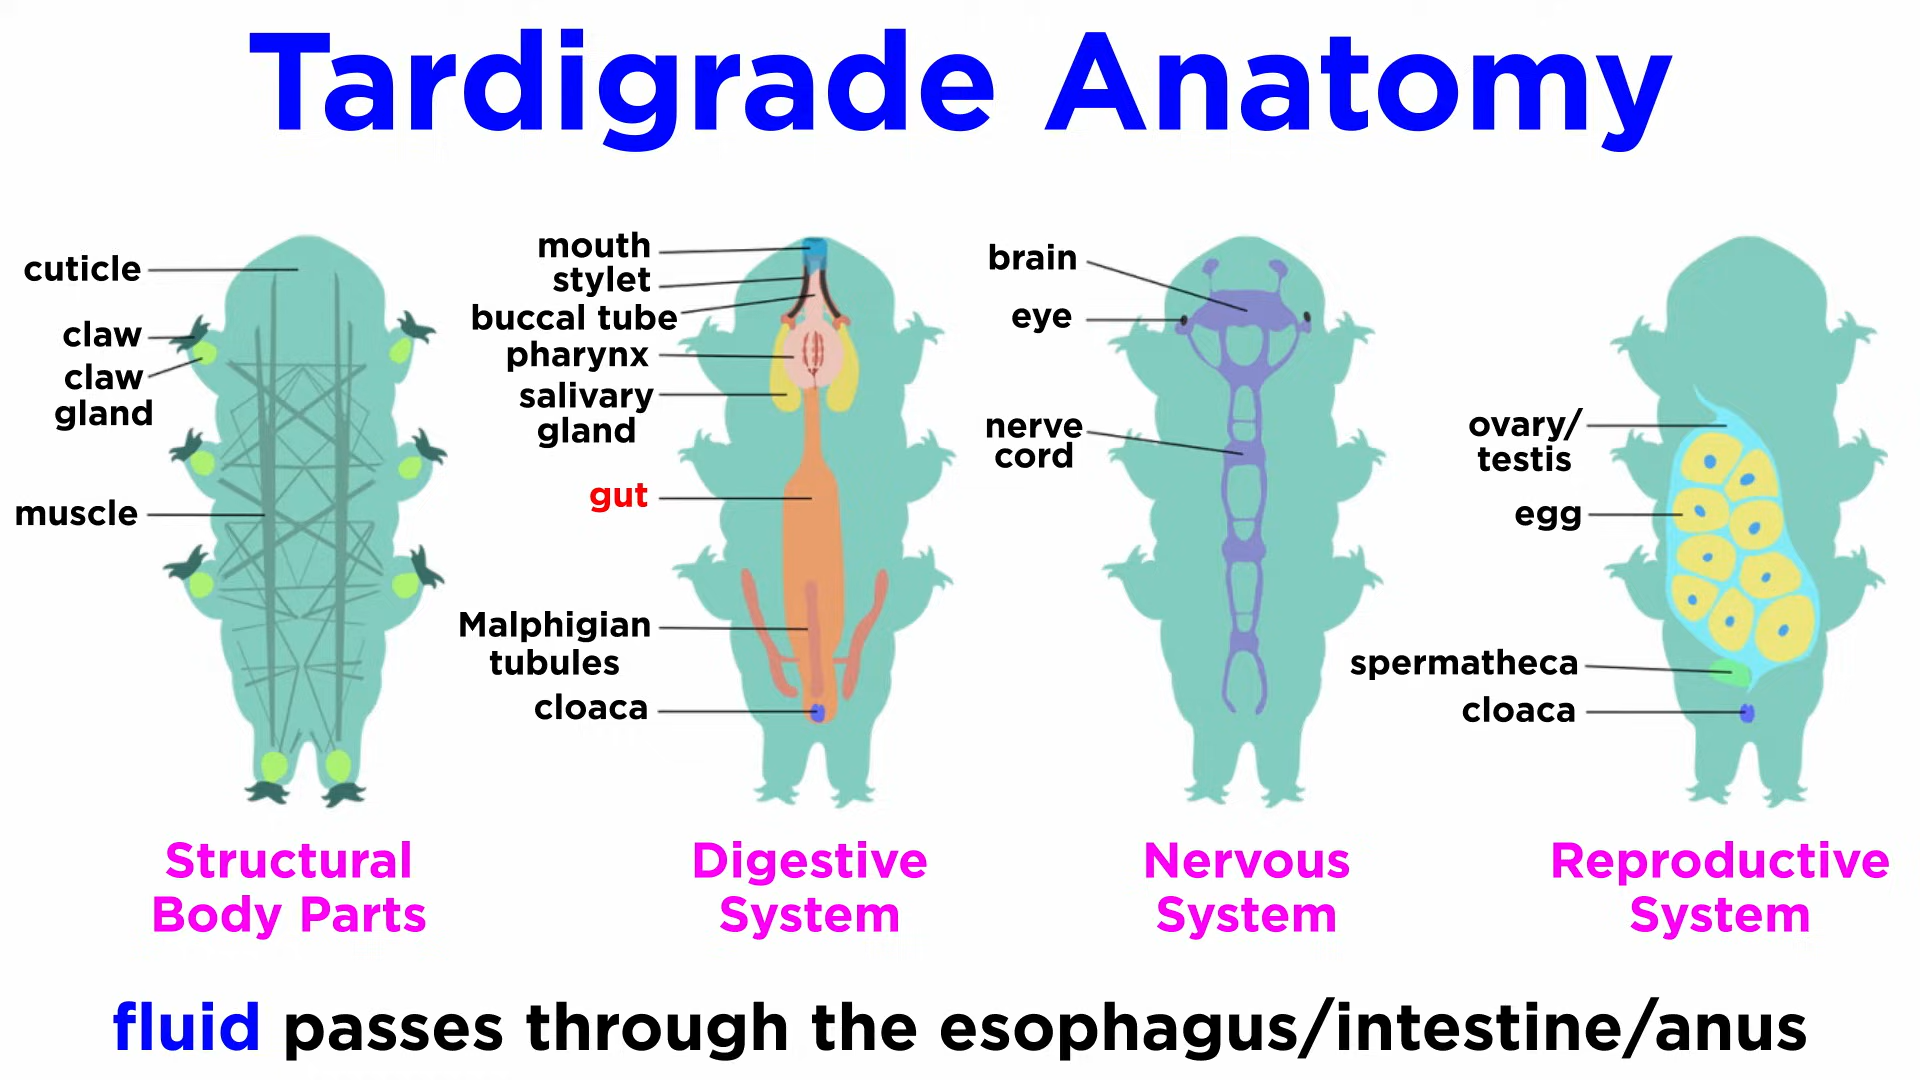 Tardigrade Anatomy
cuticle
claw
claw
gland
muscle
Structural
Body Parts
mouth
stylet
buccal tube
pharynx
salivary
gland
gut
Malphigian
tubules
cloaca
Digestive
System
brain
eye
nerve
cord
Nervous
System
ovary/
testis
egg
spermatheca
cloaca
Reproductive
System
fluid passes through the esophagus/intestine/anus